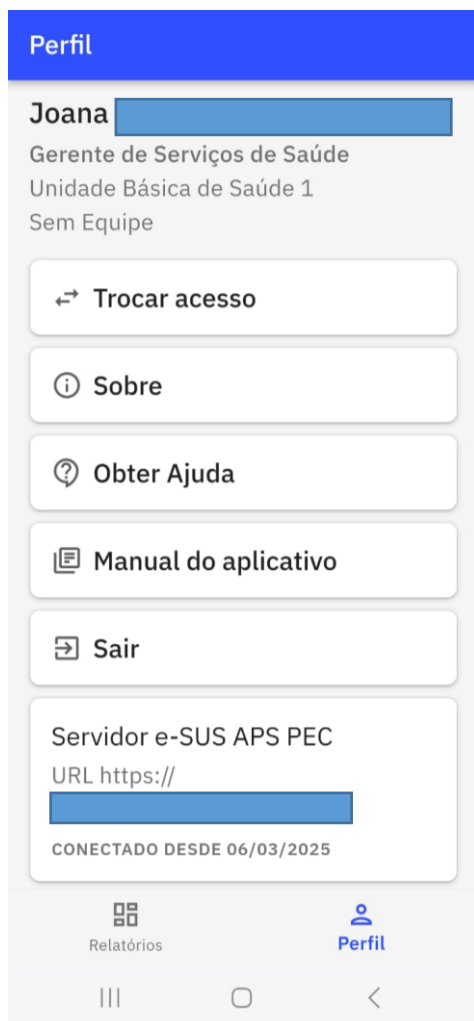 Perfil
Joana
Gerente de Serviços de Saúde
Unidade Básica de Saúde 1
Sem Equipe
Trocar acesso
Sobre
Obter Ajuda
Manual do aplicativo
Sair
Servidor e-SUS APS PEC
URL https://
CONECTADO DESDE 06/03/2025
Relatórios
Perfil